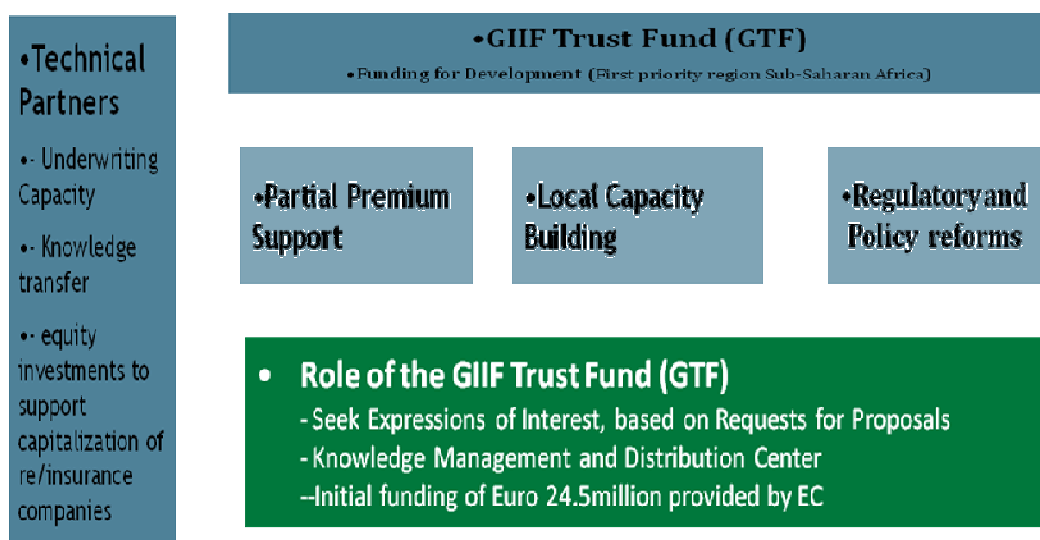 •Technical
Partners
•- Underwriting
Capacity
•- Knowledge
transfer
•- equity
investments to
support
capitalization of
re/insurance
companies
•GIIF Trust Fund (GTF)
•Funding for Development (First priority region Sub-Saharan Africa)
•Partial Premium
Support
•Local Capacity
Building
•Regulatory and
Policy reforms
• Role of the GIIF Trust Fund (GTF)
- Seek Expressions of Interest, based on Requests for Proposals
- Knowledge Management and Distribution Center
--Initial funding of Euro 24.5million provided by EC